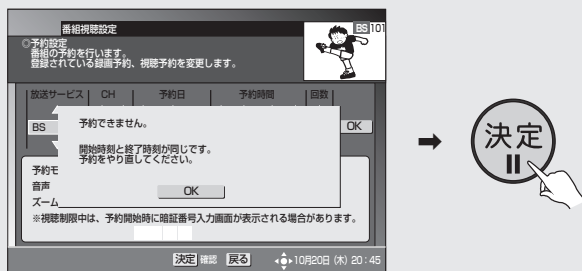 番組視聴設定
BS 101
◎予約設定
番組の予約を行います。
登録されている録画予約、視聴予約を変更します。
放送サービス CH 予約日 予約時間 回数
BS
OK
予約できません。
開始時刻と終了時刻が同じです。
予約をやり直してください。
OK
予約モ
音声
ズーム
※視聴制限中は、予約開始時に暗証番号入力画面が表示される場合があります。
決定 確認 戻る 10月20日 (木) 20:45
決定